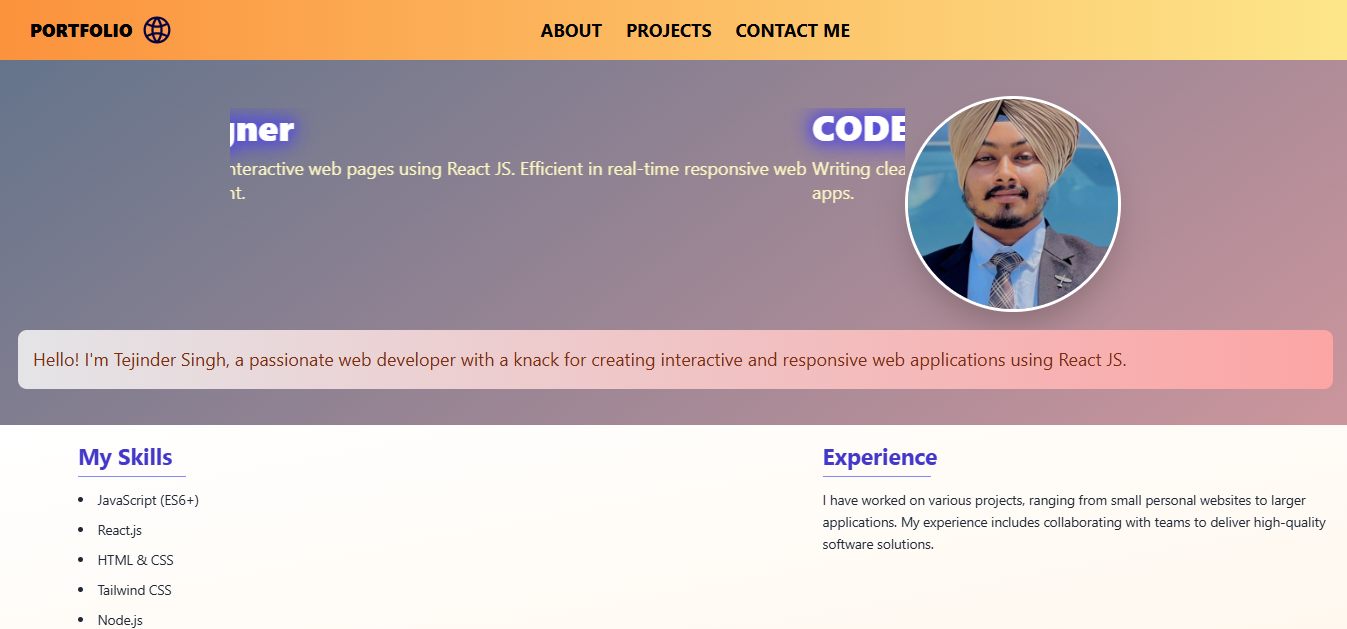 PORTFOLIO
ABOUT PROJECTS CONTACT ME
gner
CODE
nteractive web pages using React JS. Efficient in real-time responsive web
nt.
Writing clea
apps.
Hello! I'm Tejinder Singh, a passionate web developer with a knack for creating interactive and responsive web applications using React JS.
My Skills
JavaScript (ES6+)
React.js
HTML & CSS
Tailwind CSS
Node.js
Experience
I have worked on various projects, ranging from small personal websites to larger
applications. My experience includes collaborating with teams to deliver high-quality
software solutions.